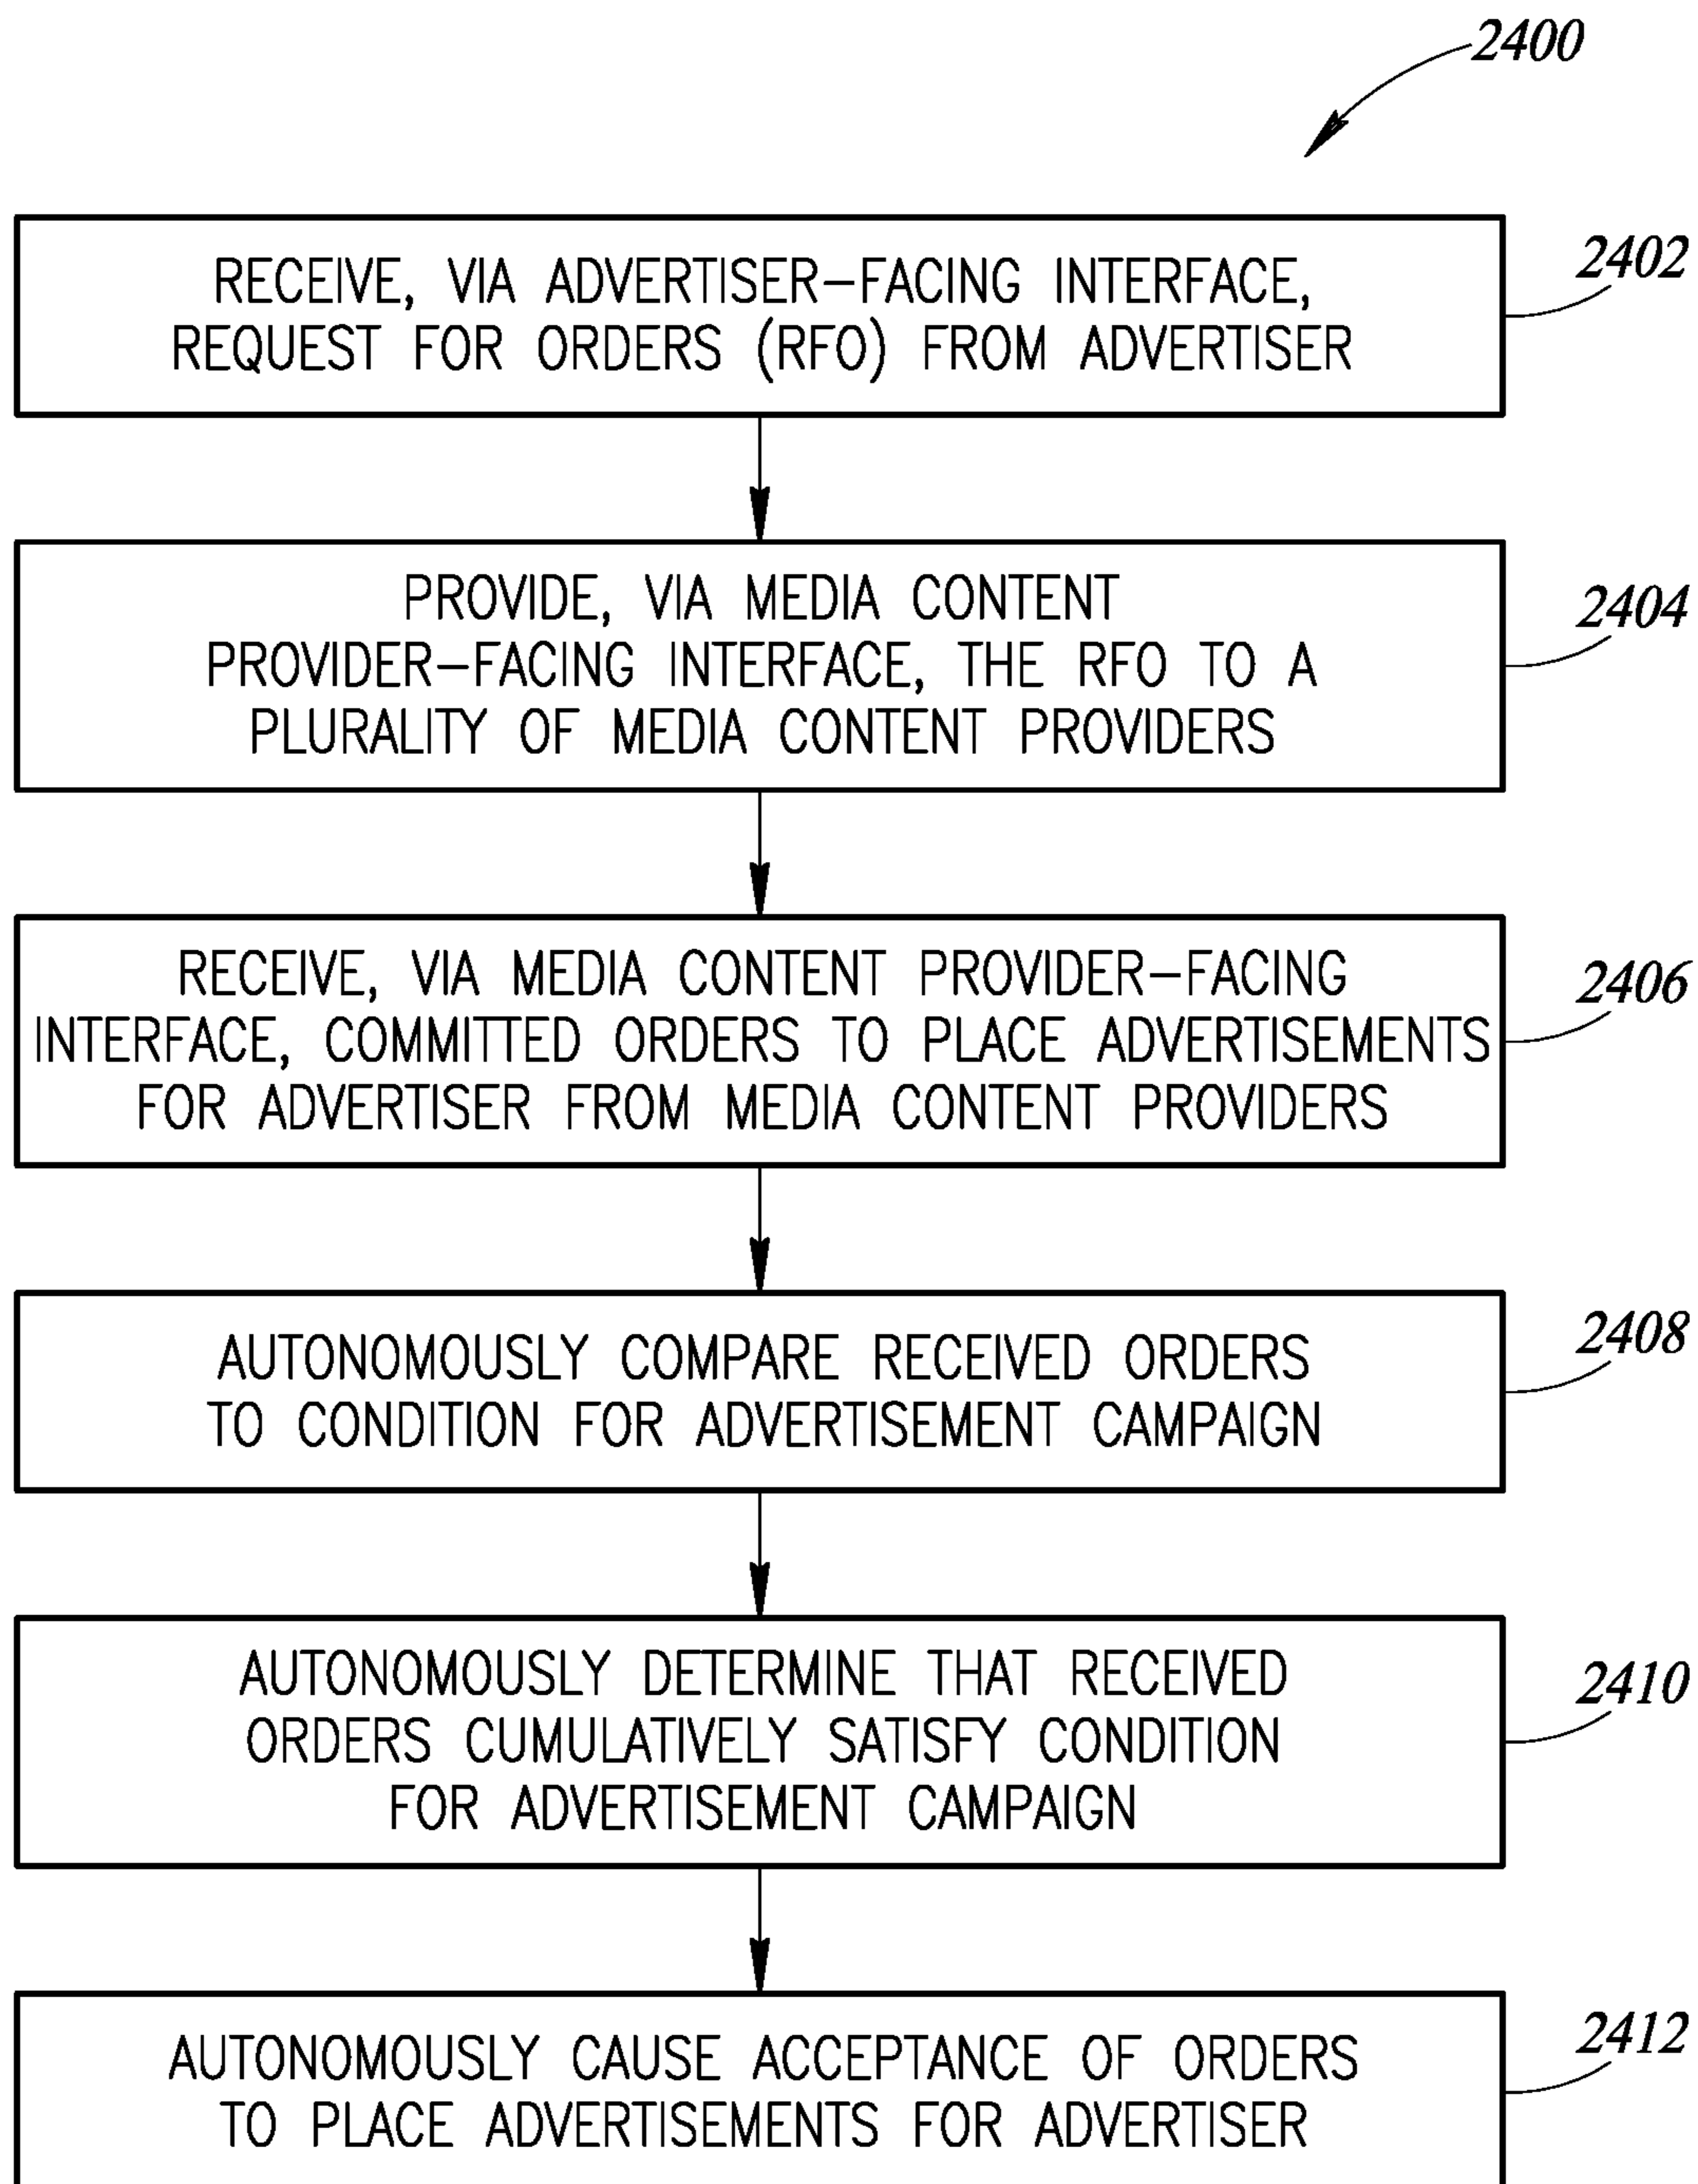 2400
RECEIVE, VIA ADVERTISER-FACING INTERFACE,
REQUEST FOR ORDERS (RFO) FROM ADVERTISER
2402
PROVIDE, VIA MEDIA CONTENT
PROVIDER-FACING INTERFACE, THE RFO TO A
PLURALITY OF MEDIA CONTENT PROVIDERS
2404
RECEIVE, VIA MEDIA CONTENT PROVIDER-FACING
INTERFACE, COMMITTED ORDERS TO PLACE ADVERTISEMENTS
FOR ADVERTISER FROM MEDIA CONTENT PROVIDERS
2406
AUTONOMOUSLY COMPARE RECEIVED ORDERS
TO CONDITION FOR ADVERTISEMENT CAMPAIGN
2408
AUTONOMOUSLY DETERMINE THAT RECEIVED
ORDERS CUMULATIVELY SATISFY CONDITION
FOR ADVERTISEMENT CAMPAIGN
2410
AUTONOMOUSLY CAUSE ACCEPTANCE OF ORDERS
TO PLACE ADVERTISEMENTS FOR ADVERTISER
2412